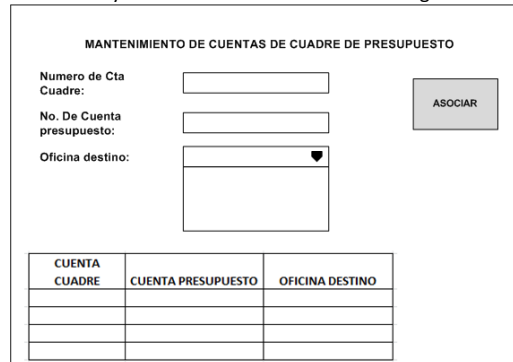 MANTENIMIENTO DE CUENTAS DE CUADRE DE PRESUPUESTO
Numero de Cta
Cuadre:
ASOCIAR
No. De Cuenta
presupuesto:
Oficina destino:
CUENTA
CUADRE CUENTA PRESUPUESTO OFICINA DESTINO